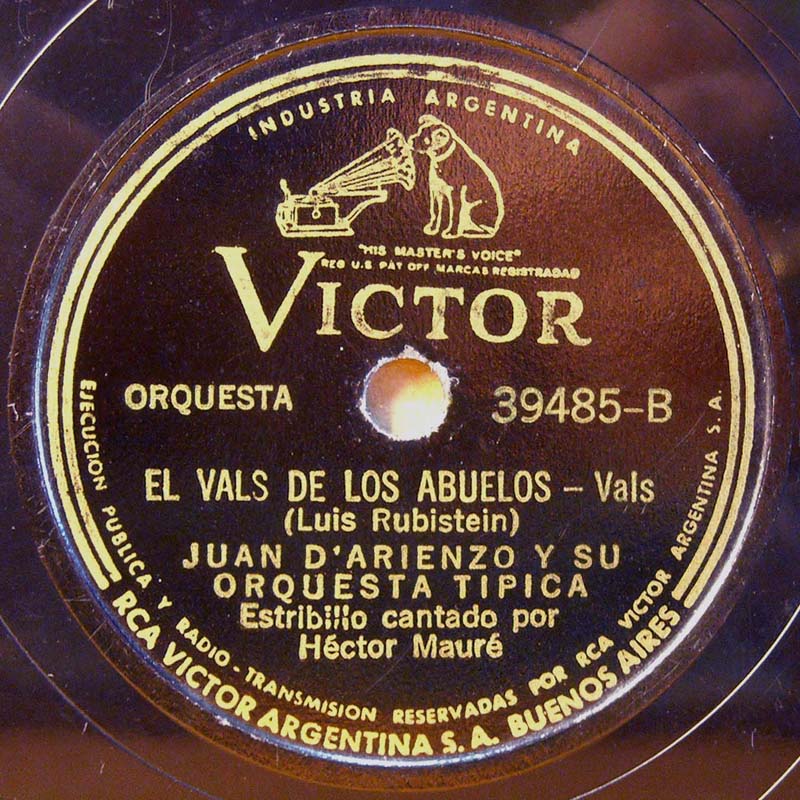 INDUSTRIA ARGENTINA
"HIS MASTER'S VOICE"
REG U.S. PAT OFF MARCAS REGISTRADAS
VICTOR
ORQUESTA
39485-B
EL VALS DE LOS ABUELOS - Vals
(Luis Rubistein)
JUAN D'ARIENZO Y SU
ORQUESTA TIPICA
Estribillo cantado por
Héctor Mauré
EJECUCION PUBLICA Y RADIO-TRANSMISION RESERVADAS POR RCA VICTOR ARGENTINA S. A.
RCA VICTOR ARGENTINA S. A. BUENOS AIRES